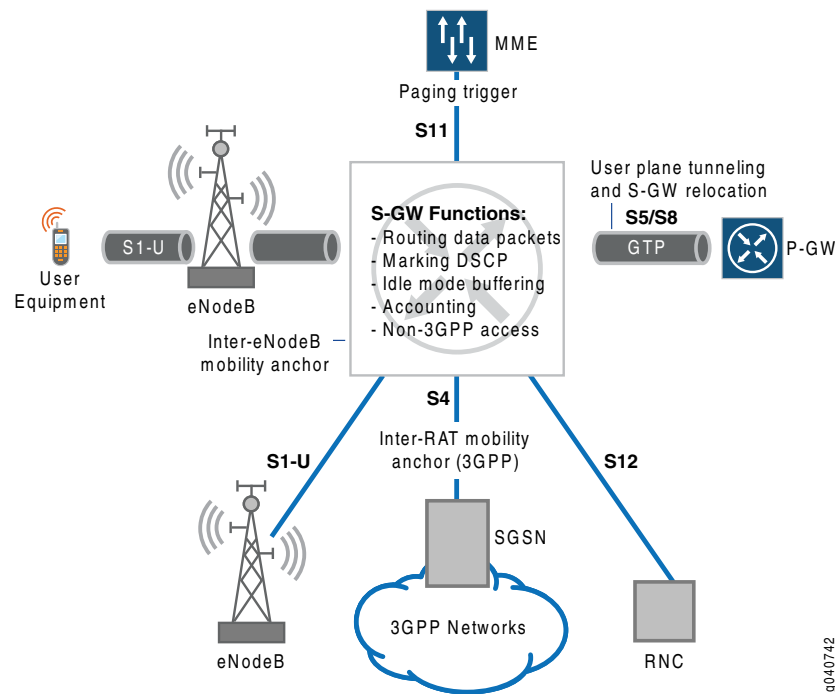 MME
Paging trigger
S11
User plane tunneling
and S-GW relocation
S5/S8
GTP
P-GW
S-GW Functions:
- Routing data packets
- Marking DSCP
- Idle mode buffering
- Accounting
- Non-3GPP access
S1-U
User
Equipment
eNodeB
Inter-eNodeB
mobility anchor
S4
Inter-RAT mobility
anchor (3GPP)
S1-U
S12
SGSN
3GPP Networks
eNodeB
RNC
g040742